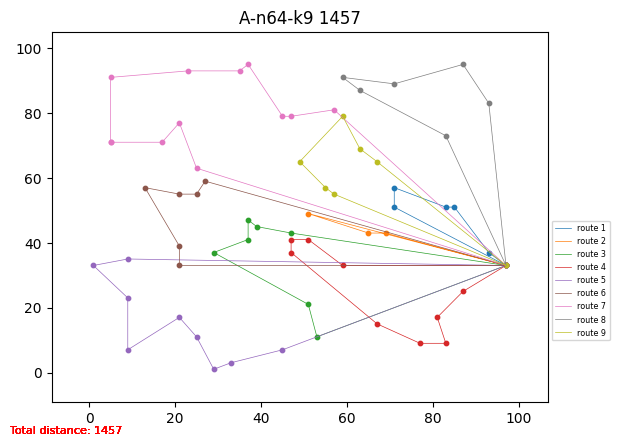 A-n64-k9 1457
100
80
60
40
20
0
0 20 40 60 80 100
route 1
route 2
route 3
route 4
route 5
route 6
route 7
route 8
route 9
Total distance: 1457